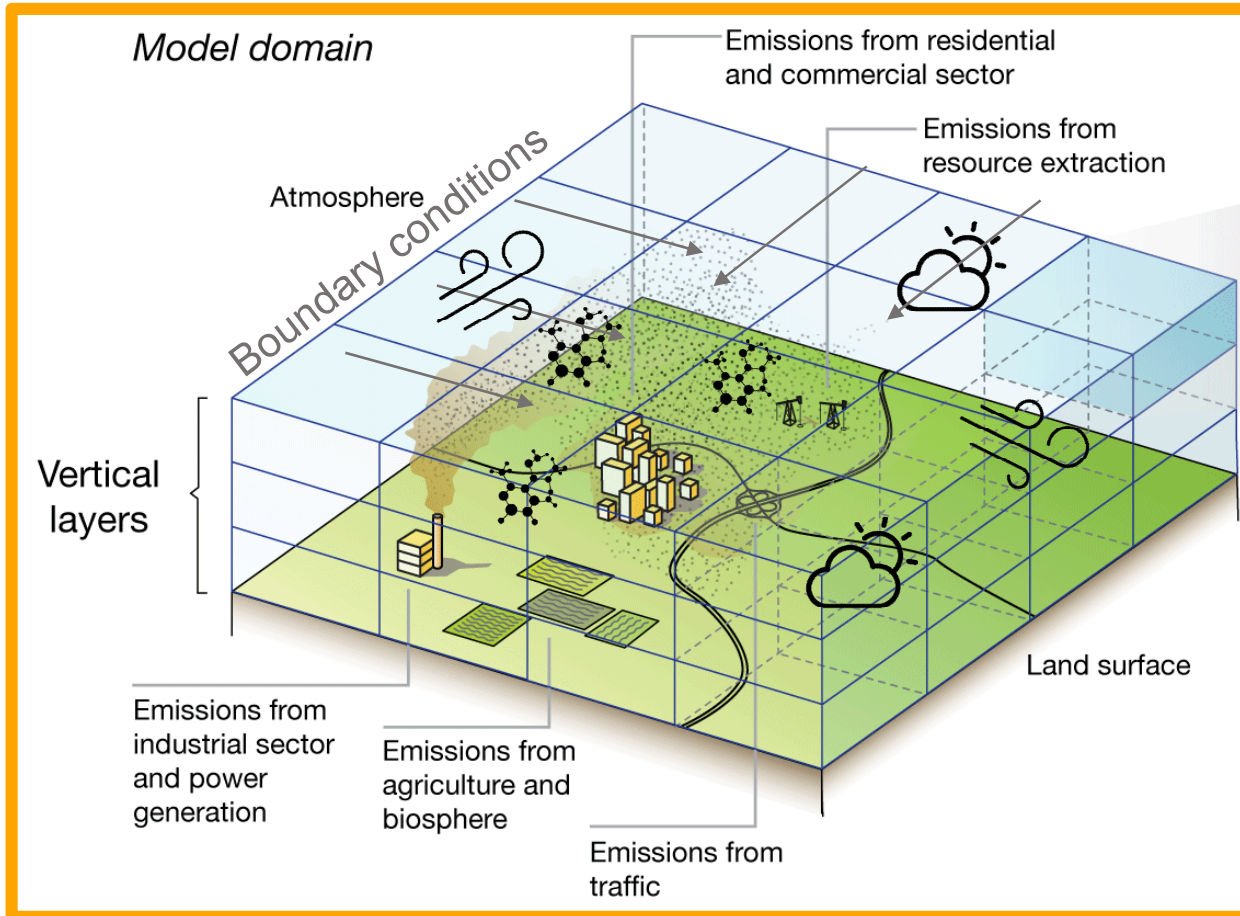 Model domain
Emissions from residential
and commercial sector
Emissions from
resource extraction
Atmosphere
Boundary conditions
Vertical
layers
Land surface
Emissions from
industrial sector
and power
generation
Emissions from
agriculture and
biosphere
Emissions from
traffic